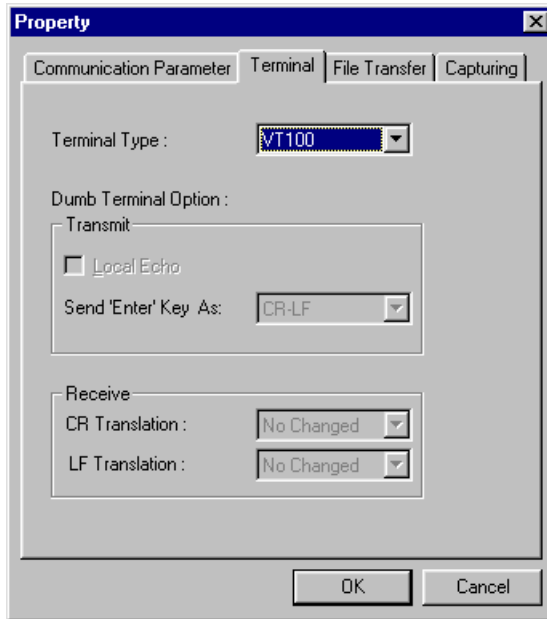 Property
Communication Parameter Terminal File Transfer Capturing
Terminal Type : VT100
Dumb Terminal Option :
Transmit
Local Echo
Send 'Enter' Key As: CR-LF
Receive
CR Translation : No Changed
LF Translation : No Changed
OK Cancel